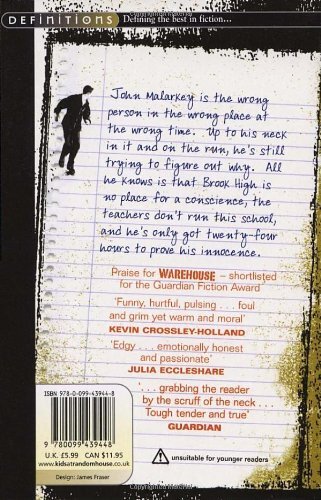 DEFINITIONS Defining the best in fiction...
John Malarkey is the wrong
person in the wrong place at
the wrong time. Up to his neck
in it and on the run, he's still
trying to figure out why. All
he knows is that Brook High is
no place for a conscience, the
teachers don't run this school,
and he's only got twenty-four
hours to prove his innocence.
Praise for WAREHOUSE – shortlisted
for the Guardian Fiction Award
'Funny, hurtful, pulsing . . . foul
and grim yet warm and moral'
KEVIN CROSSLEY-HOLLAND
'Edgy . . . emotionally honest
and passionate'
JULIA ECCLESHARE
'. . . grabbing the reader
by the scruff of the neck . . .
Tough tender and true'
GUARDIAN
ISBN 978-0-099-43944-8
9 780099 439448
U.K. £5.99 CAN $11.95
www.kidsatrandomhouse.co.uk
Design: James Fraser
! unsuitable for younger readers